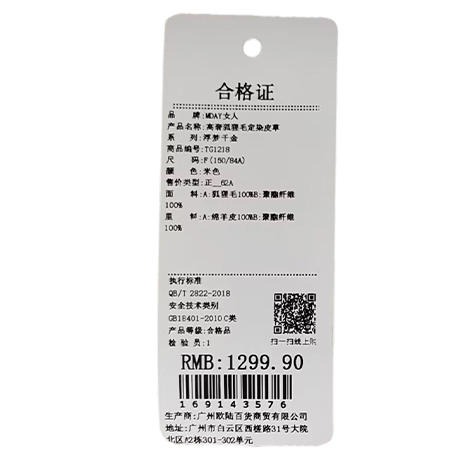 合格证
品 牌:MDAY女人
产品名称:高奢狐狸毛定染皮草
系 列:浮梦千金
商品编号:TG1218
尺 码:F(160/84A)
颜 色:米色
售价类型:正__62A
面 料:A:狐狸毛100%B:聚酯纤维
100%
里 料:A:绵羊皮100%B:聚酯纤维
100%
执行标准
QB/T 2822-2018
安全技术类别
GB18401-2010 C类
产品等级:合格品
检 验 员:1
扫一扫线上购
RMB:1299.90
169143576
生产商:广州欧陆百货商贸有限公司
地址:广州市白云区西槎路31号大院
北区A2栋301-302单元